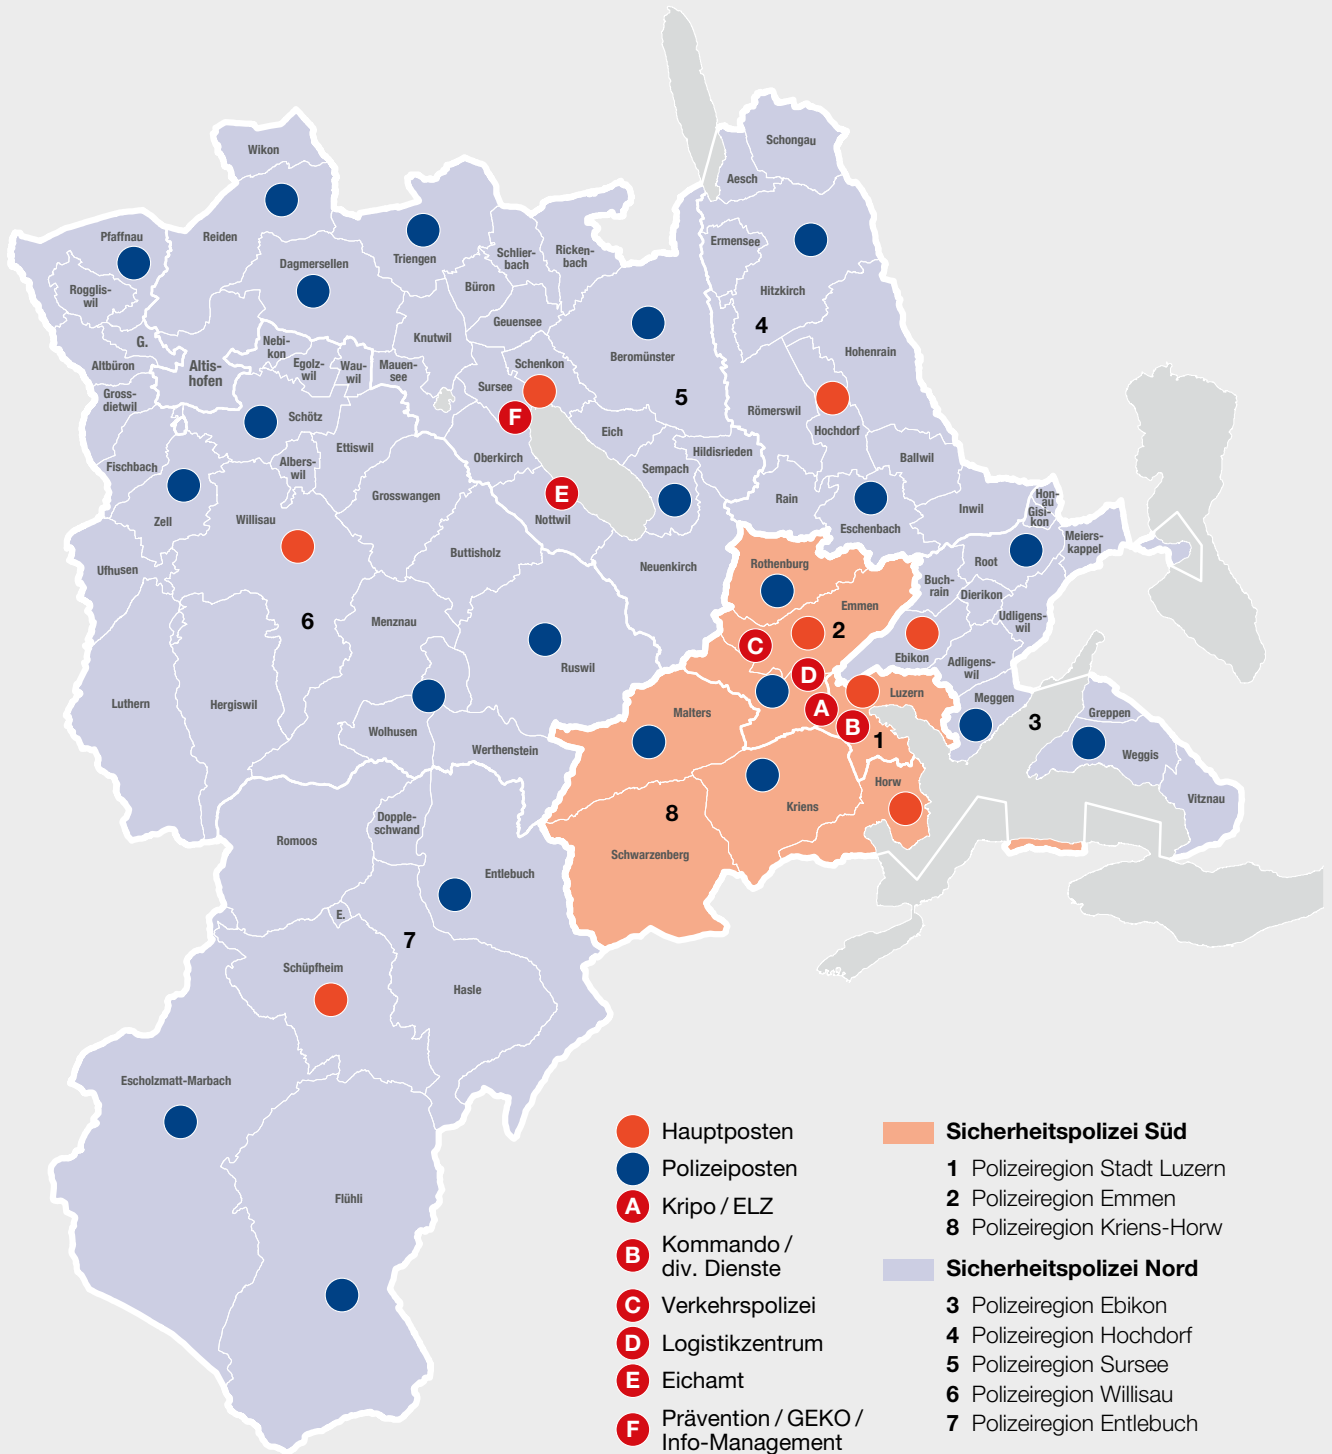 Schongau
Wikon
Aesch
Pfaffnau
Reiden
Triengen
Schlier-
bach
Ricken-
bach
Ermensee
Dagmersellen
Roggliswil
Büron
Hitzkirch
Geuensee
4
G.
Knutwil
Nebi-
kon
Beromünster
Hohenrain
Altbüron
Altis-
hofen
Egolz-
wil
Wau-
wil
Mauen-
see
Schenkon
Sursee
5
Gross-
dietwil
F
Schötz
Römerswil
Hochdorf
Eich
Ettiswil
Hildisrieden
Oberkirch
Ballwil
Fischbach
Albers-
wil
Sempach
Grosswangen
E
Rain
Hon-
au
Gisi-
kon
Inwil
Zell
Willisau
Nottwil
Eschenbach
Meiers-
kappel
Buttisholz
Rothenburg
Root
Ufhusen
Neuenkirch
Buch-
rain
Dierikon
Emmen
Udligens-
wil
6
Menznau
2
C
Ebikon
Ruswil
Adligens-
wil
D
Luzern
Luthern
Hergiswil
Meggen
A
Malters
Greppen
3
B
Wolhusen
1
Werthenstein
Weggis
Horw
Vitznau
Kriens
8
Dopple-
schwand
Romoos
Schwarzenberg
Entlebuch
E.
7
Schüpfheim
Hasle
Escholzmatt-Marbach
Flühli
Hauptposten
Polizeiposten
A Kripo / ELZ
B Kommando /
div. Dienste
C Verkehrspolizei
D Logistikzentrum
E Eichamt
F Prävention / GEKO /
Info-Management
Sicherheitspolizei Süd
1 Polizeiregion Stadt Luzern
2 Polizeiregion Emmen
8 Polizeiregion Kriens-Horw
Sicherheitspolizei Nord
3 Polizeiregion Ebikon
4 Polizeiregion Hochdorf
5 Polizeiregion Sursee
6 Polizeiregion Willisau
7 Polizeiregion Entlebuch